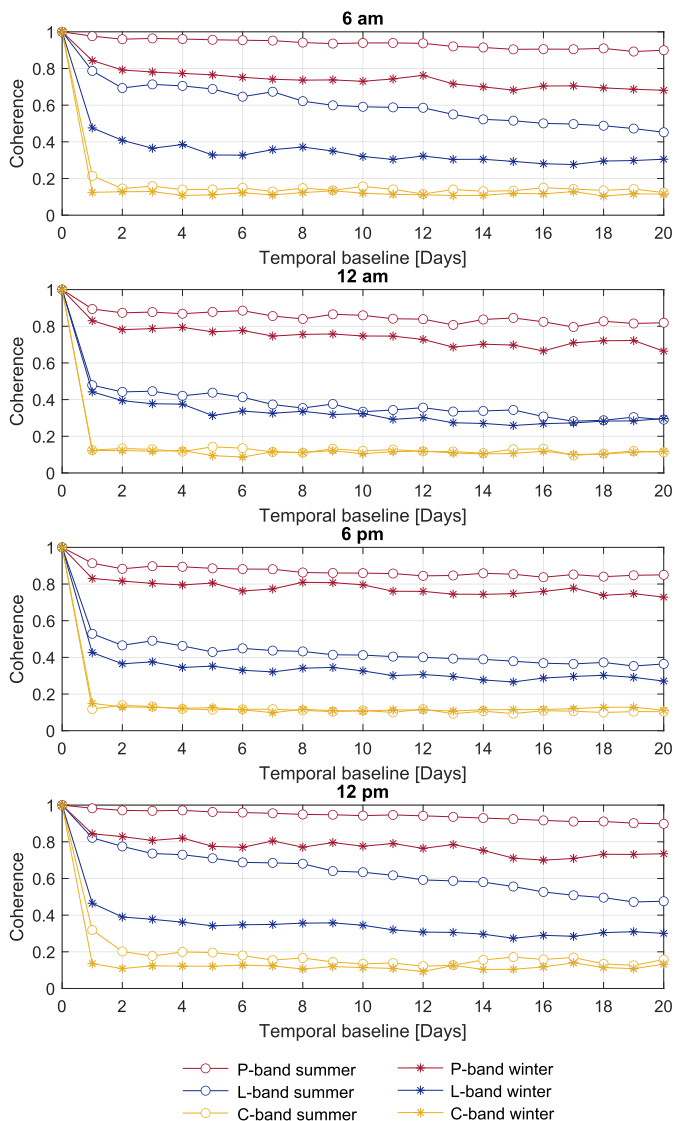 6 am
1
0.8
0.6
0.4
0.2
0
Coherence
0 2 4 6 8 10 12 14 16 18 20
Temporal baseline [Days]
12 am
1
0.8
0.6
0.4
0.2
0
Coherence
0 2 4 6 8 10 12 14 16 18 20
Temporal baseline [Days]
6 pm
1
0.8
0.6
0.4
0.2
0
Coherence
0 2 4 6 8 10 12 14 16 18 20
Temporal baseline [Days]
12 pm
1
0.8
0.6
0.4
0.2
0
Coherence
0 2 4 6 8 10 12 14 16 18 20
Temporal baseline [Days]
P-band summer P-band winter
L-band summer L-band winter
C-band summer C-band winter